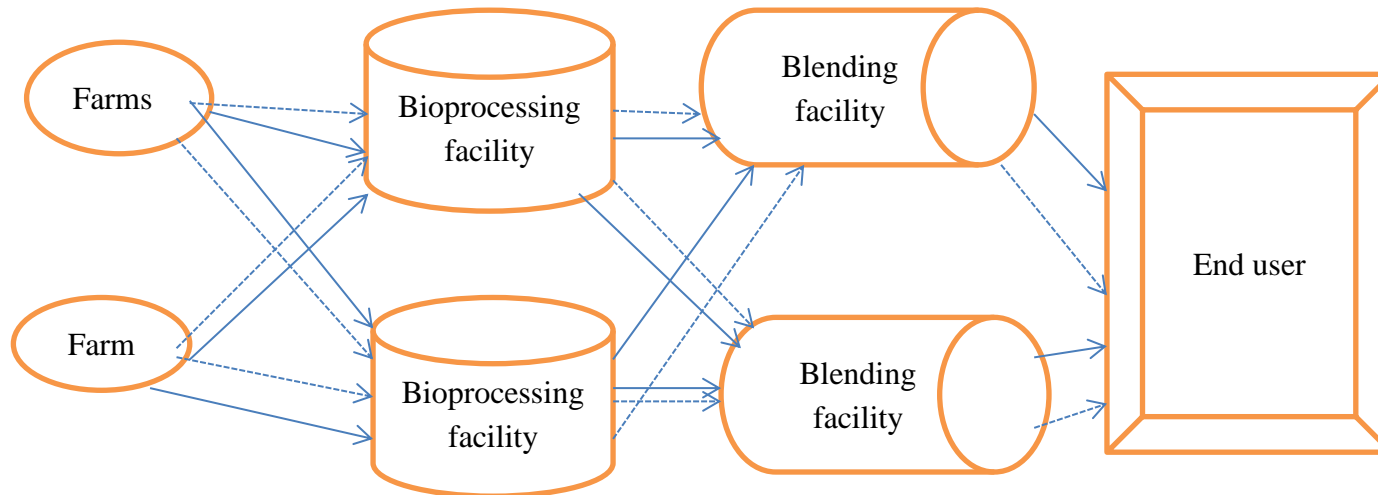 Farms
Bioprocessing
facility
Blending
facility
End user
Farm
Bioprocessing
facility
Blending
facility